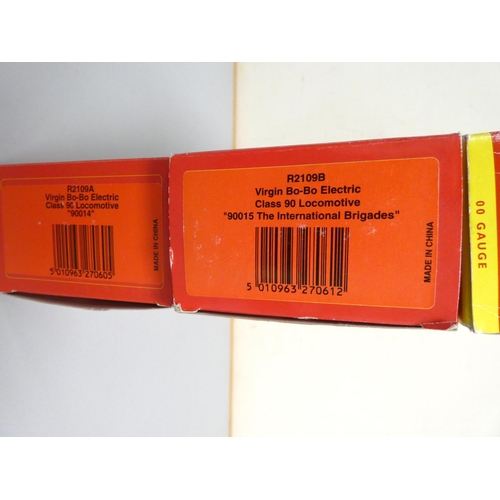 R2109A
Virgin Bo-Bo Electric
Class 90 Locomotive
"90014"
5 010963 270605
MADE IN CHINA
R2109B
Virgin Bo-Bo Electric
Class 90 Locomotive
"90015 The International Brigades"
5 010963 270612
MADE IN CHINA
00 GAUGE